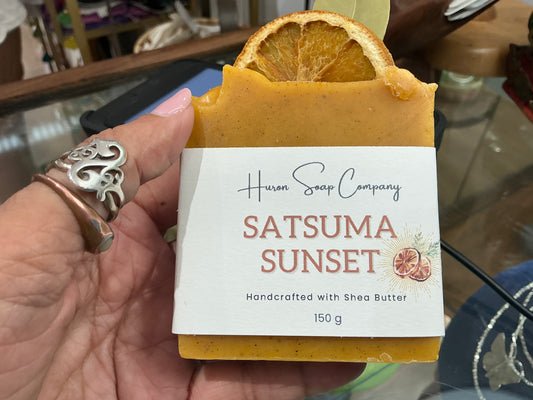 Huron Soap Company
SATSUMA
SUNSET
Handcrafted with Shea Butter
150 g